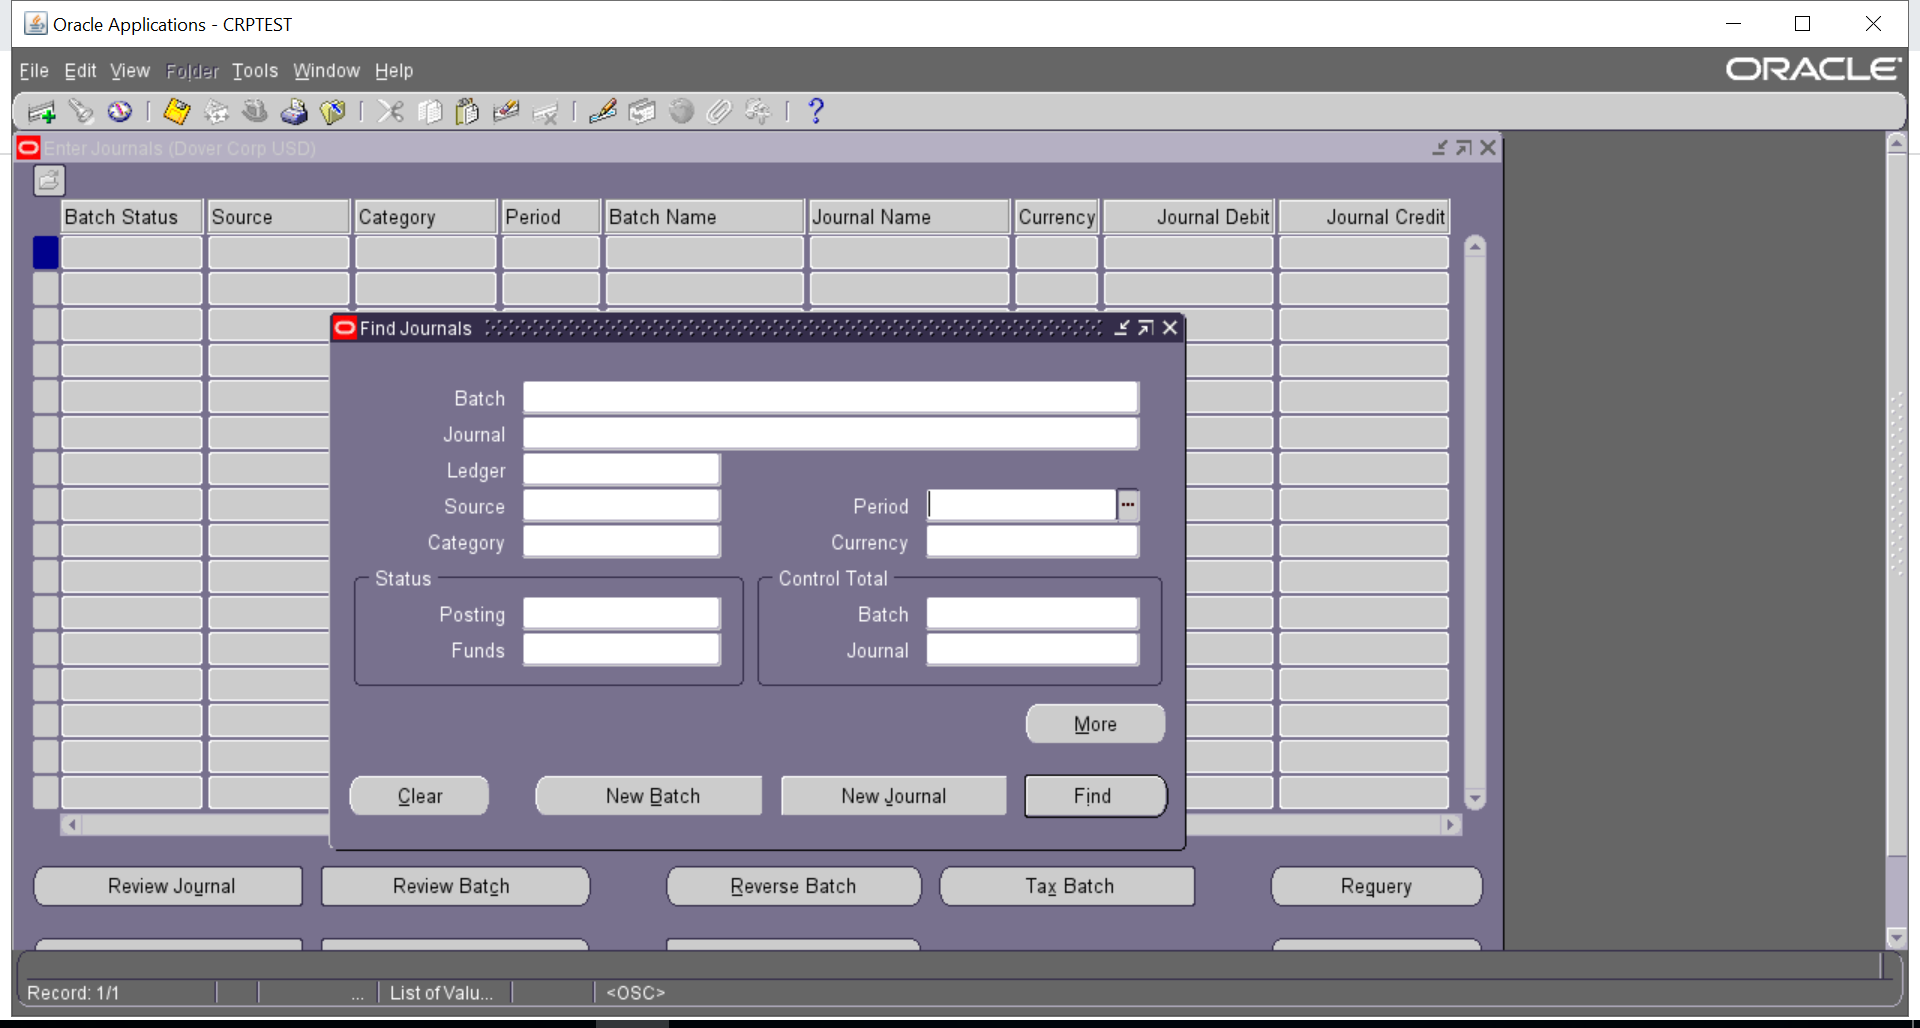 Oracle Applications - CRPTEST
File Edit View Folder Tools Window Help
ORACLE
Enter Journals (Dover Corp USD)
Batch Status Source Category Period Batch Name Journal Name Currency Journal Debit Journal Credit
Find Journals
Batch
Journal
Ledger
Source Period
Category Currency
Status Control Total
Posting Batch
Funds Journal
More
Clear New Batch New Journal Find
Review Journal Review Batch Reverse Batch Tax Batch Requery
Record: 1/1 ... List of Valu... <OSC>